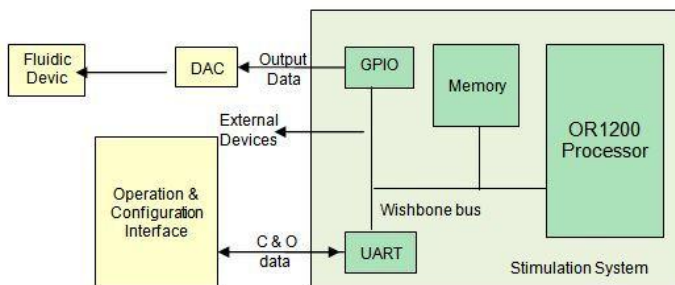 Fluidic
Devic
DAC
Output
Data
GPIO
Memory
OR1200
Processor
External
Devices
Operation &
Configuration
Interface
Wishbone bus
C & O
data
UART
Stimulation System